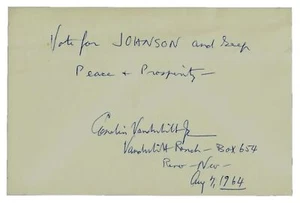 Vote for JOHNSON and Keep
Peace & Prosperity -
Cornelius Vanderbilt Jr
Vanderbilt Ranch - Box 654
Reno - Nev -
Aug 7, 1964